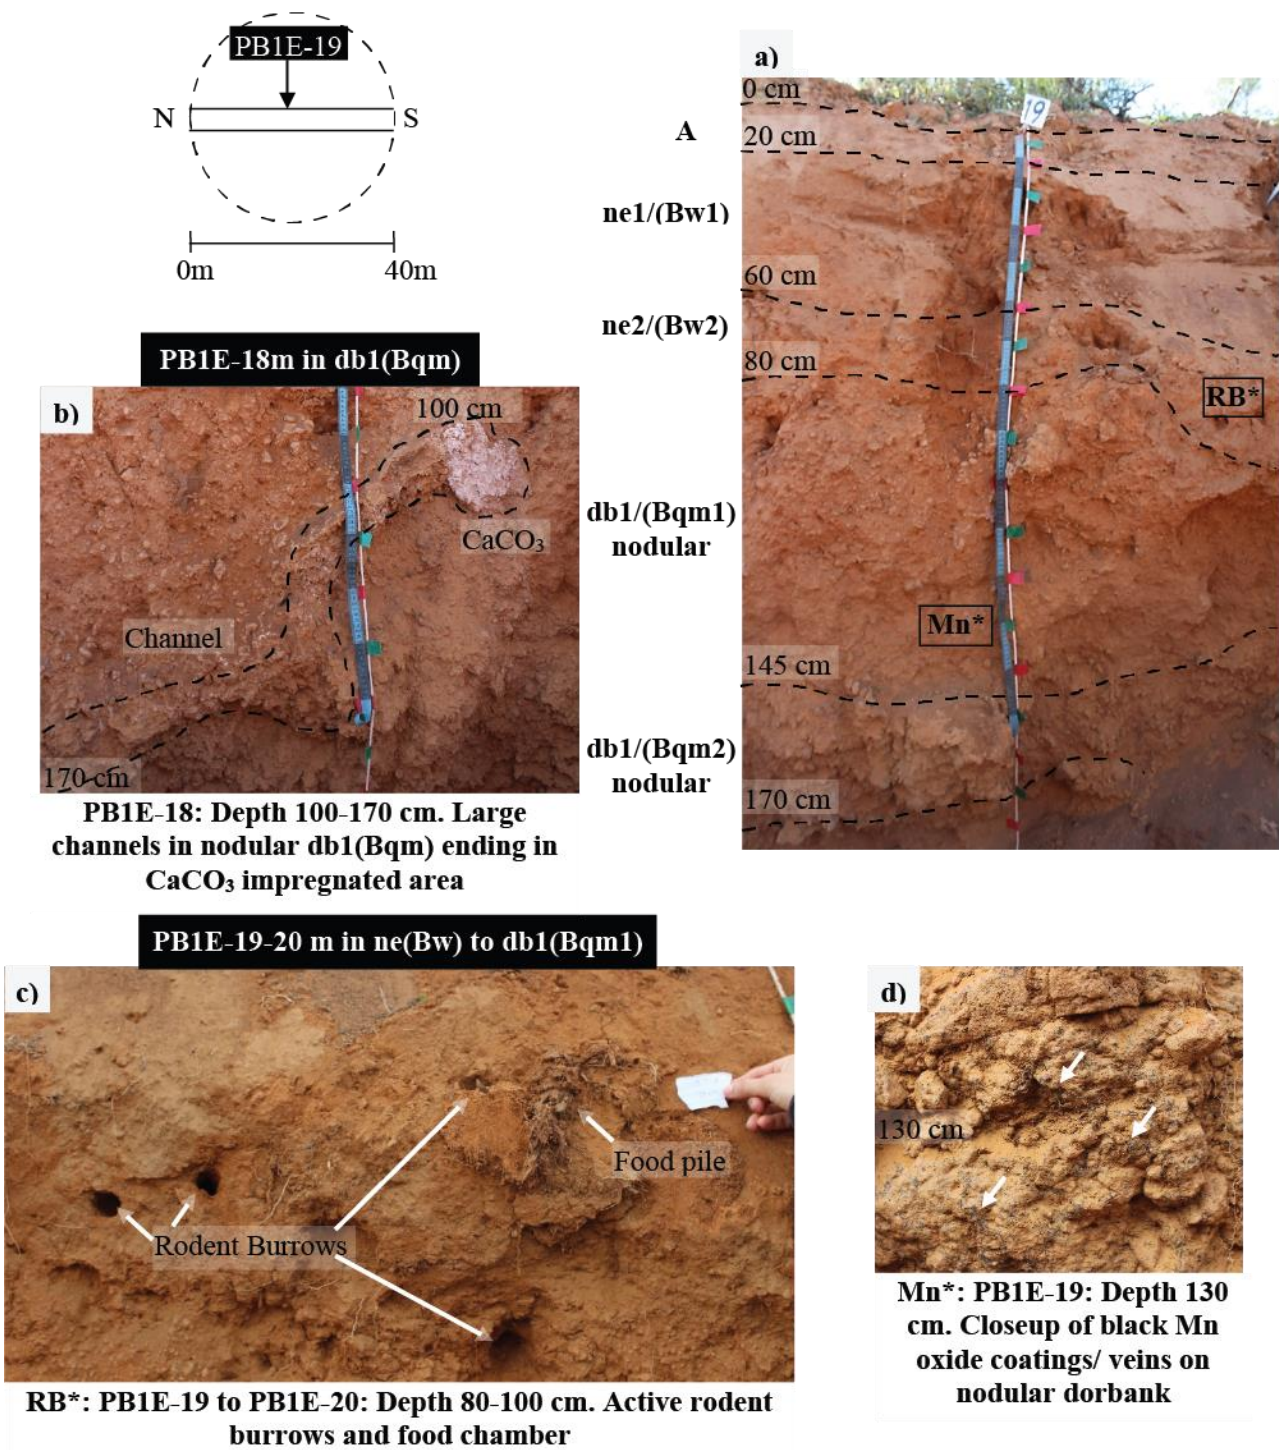 PB1E-19
N
S
0m
40m
a)
0 cm
19
A
20 cm
ne1/(Bw1)
60 cm
ne2/(Bw2)
80 cm
RB*
db1/(Bqm1)
nodular
Mn*
145 cm
db1/(Bqm2)
nodular
170 cm
PB1E-18m in db1(Bqm)
b)
100 cm
CaCO₃
Channel
170 cm
PB1E-18: Depth 100-170 cm. Large
channels in nodular db1(Bqm) ending in
CaCO₃ impregnated area
PB1E-19-20 m in ne(Bw) to db1(Bqm1)
c)
Food pile
Rodent Burrows
RB*: PB1E-19 to PB1E-20: Depth 80-100 cm. Active rodent
burrows and food chamber
d)
130 cm
Mn*: PB1E-19: Depth 130
cm. Closeup of black Mn
oxide coatings/ veins on
nodular dorbank